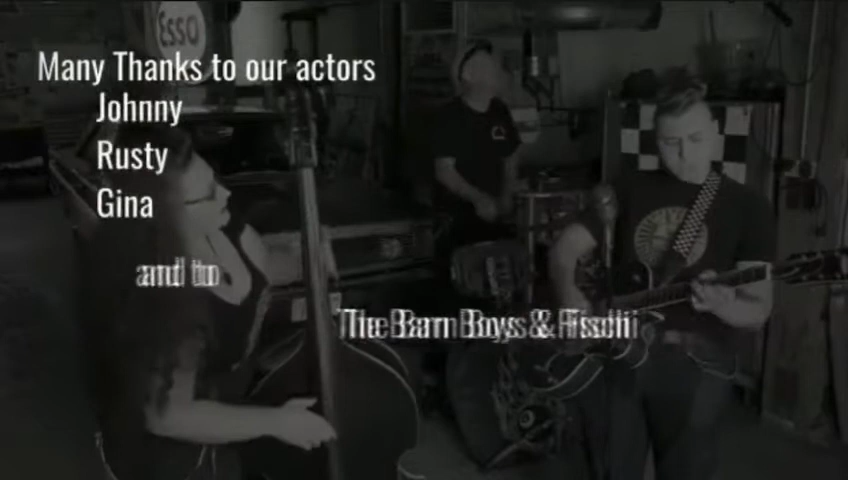 Esso
Many Thanks to our actors
Johnny
Rusty
Gina
and to
The Barn Boys &